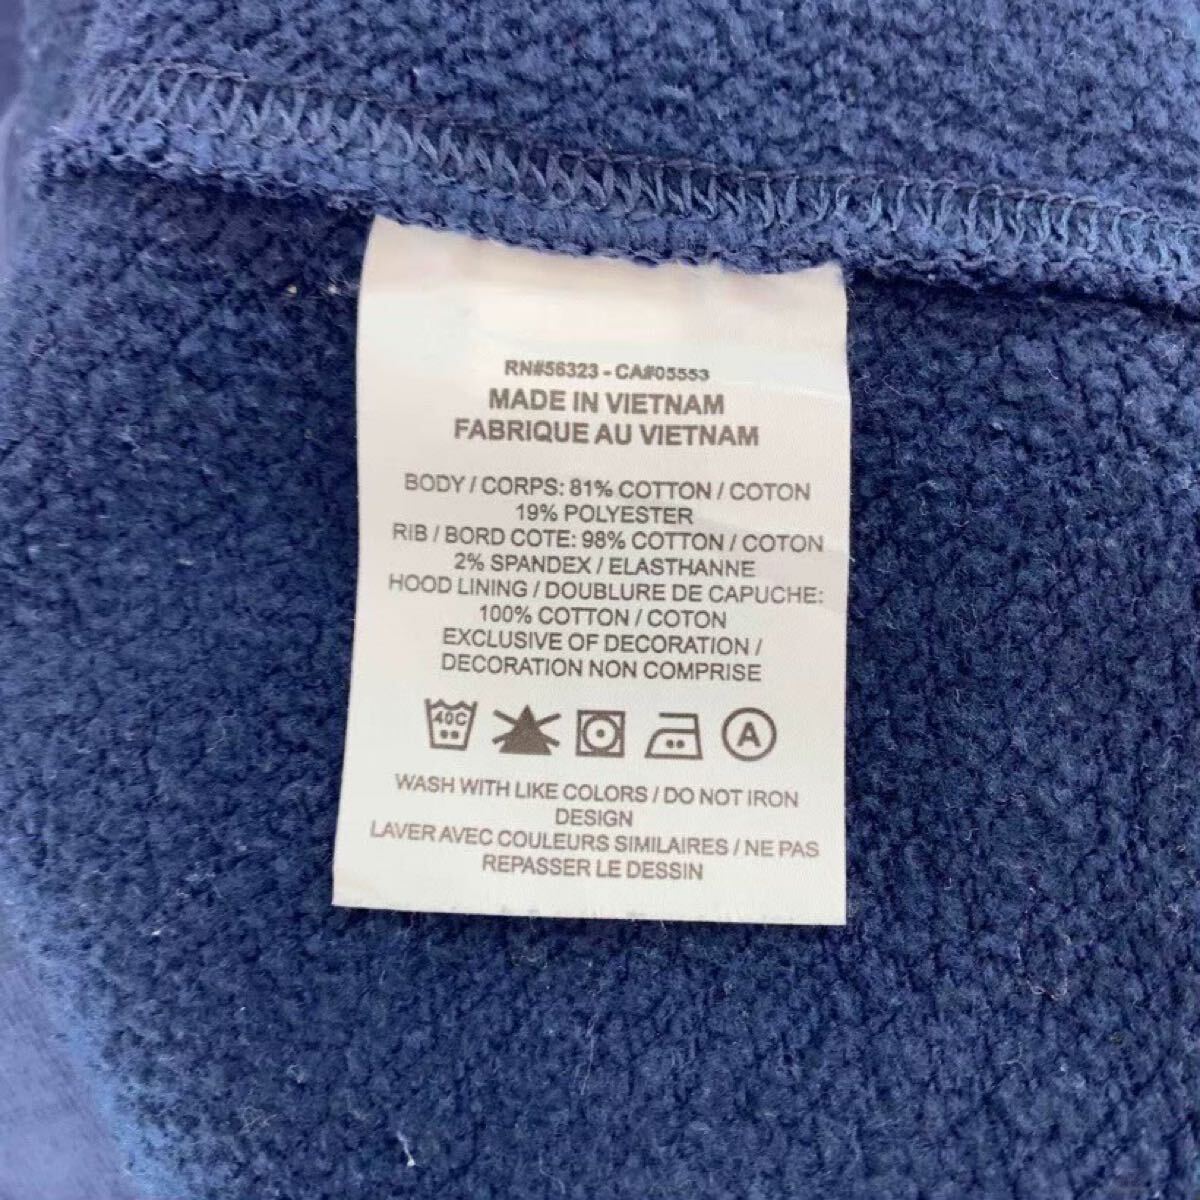 RN#56323 - CA#05553
MADE IN VIETNAM
FABRIQUE AU VIETNAM
BODY / CORPS: 81% COTTON / COTON
19% POLYESTER
RIB / BORD COTE: 98% COTTON / COTON
2% SPANDEX / ELASTHANNE
HOOD LINING / DOUBLURE DE CAPUCHE:
100% COTTON / COTON
EXCLUSIVE OF DECORATION /
DECORATION NON COMPRISE
40C A
WASH WITH LIKE COLORS / DO NOT IRON
DESIGN
LAVER AVEC COULEURS SIMILAIRES / NE PAS
REPASSER LE DESSIN